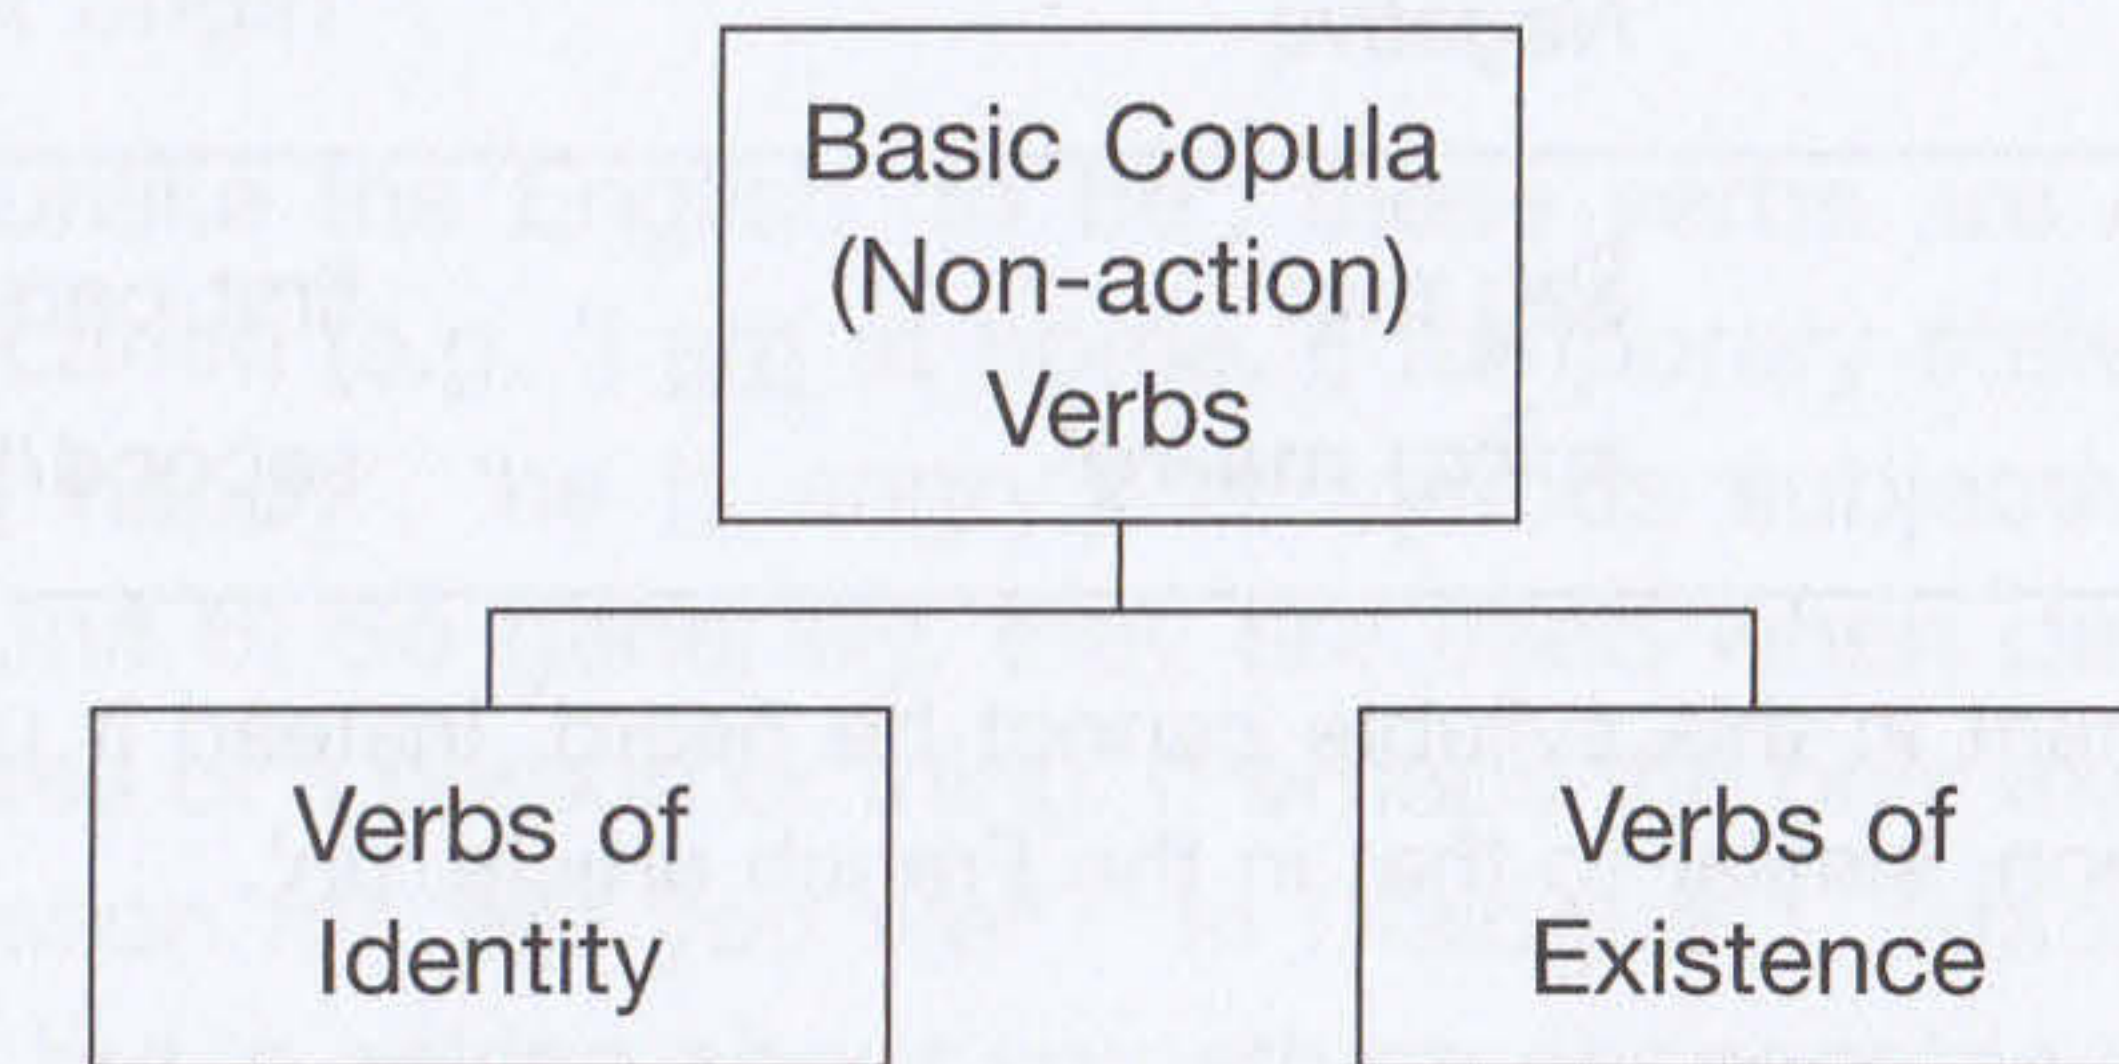 Basic Copula
(Non-action)
Verbs
Verbs of
Identity
Verbs of
Existence